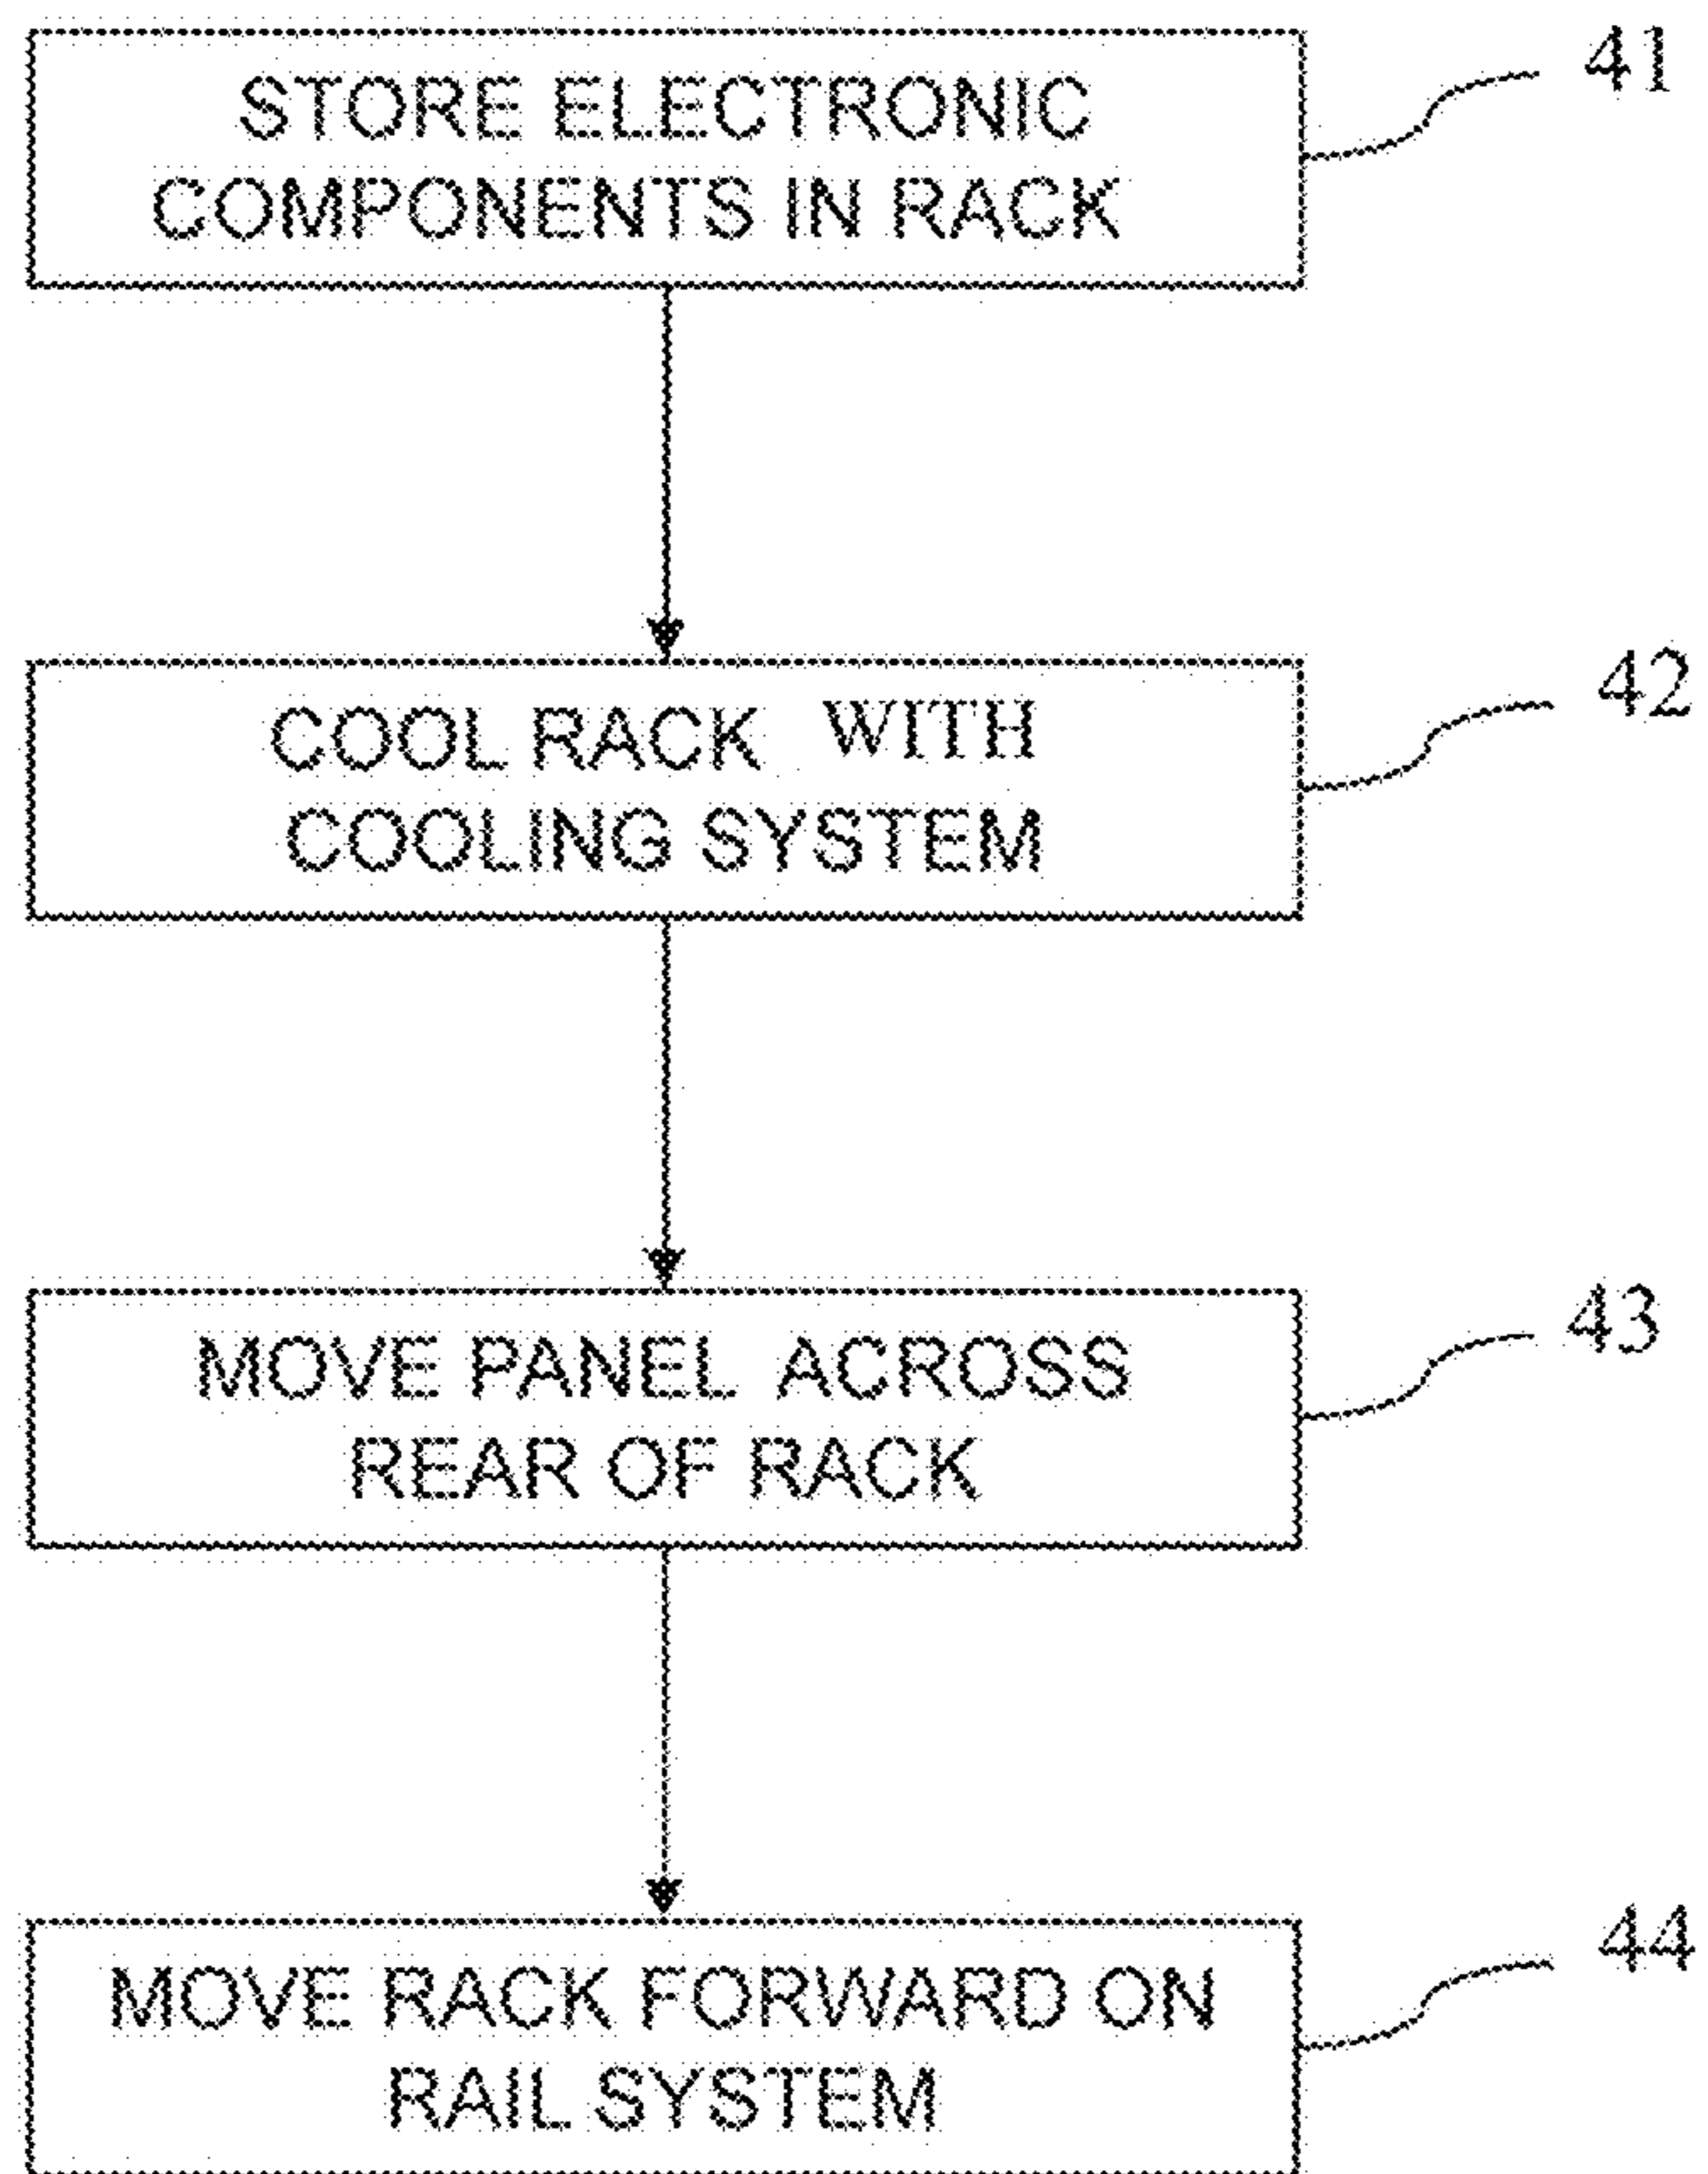 STORE ELECTRONIC
COMPONENTS IN RACK
41
COOL RACK WITH
COOLING SYSTEM
42
MOVE PANEL ACROSS
REAR OF RACK
43
MOVE RACK FORWARD ON
RAIL SYSTEM
44